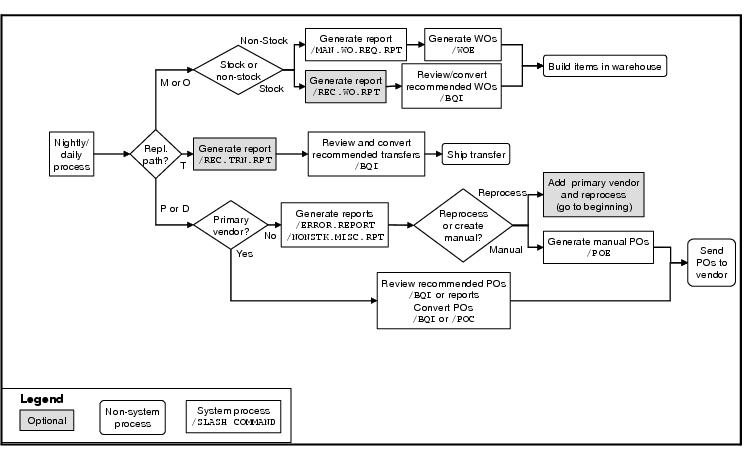 Non-Stock
Generate report
/MAN.WO.REQ.RPT
Generate WOs
/WOE
Stock or
non-stock
Stock
M or O
Generate report
/REC.WO.RPT
Review/convert
recommended WOs
/BQI
Build items in warehouse
Nightly/
daily
process
Repl.
path?
T
Generate report
/REC.TRN.RPT
Review and convert
recommended transfers
/BQI
Ship transfer
P or D
Primary
vendor?
No
Yes
Generate reports
/ERROR.REPORT
/NONSTK.MISC.RPT
Reprocess
or create
manual?
Reprocess
Manual
Add primary vendor
and reprocess
(go to beginning)
Generate manual POs
/POE
Send
POs to
vendor
Review recommended POs
/BQI or reports
Convert POs
/BQI or /POC
Legend
Optional
Non-system
process
System process
/SLASH COMMAND